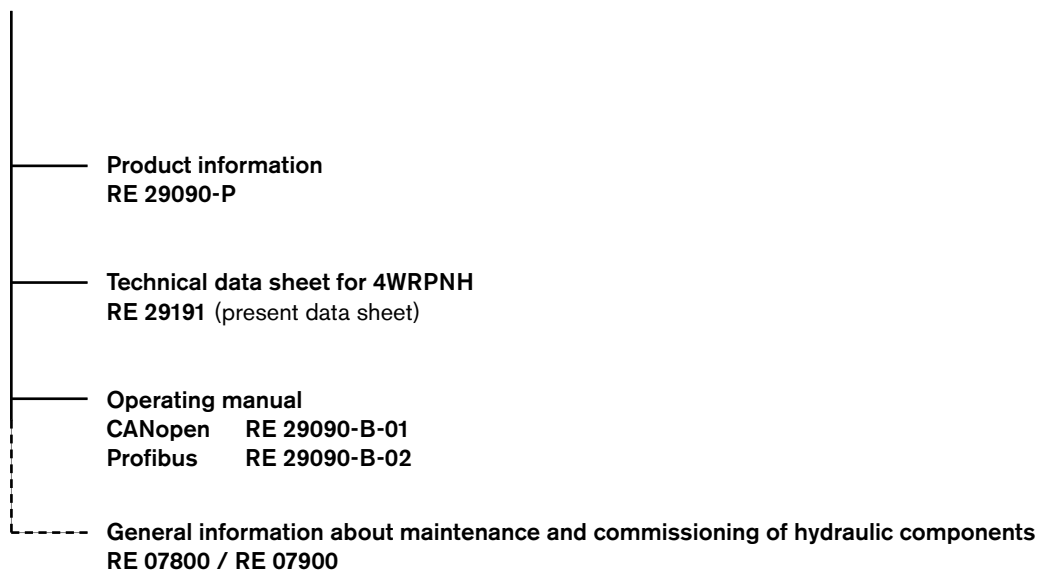 Product information
RE 29090-P
Technical data sheet for 4WRPNH
RE 29191 (present data sheet)
Operating manual
CANopen RE 29090-B-01
Profibus RE 29090-B-02
General information about maintenance and commissioning of hydraulic components
RE 07800 / RE 07900